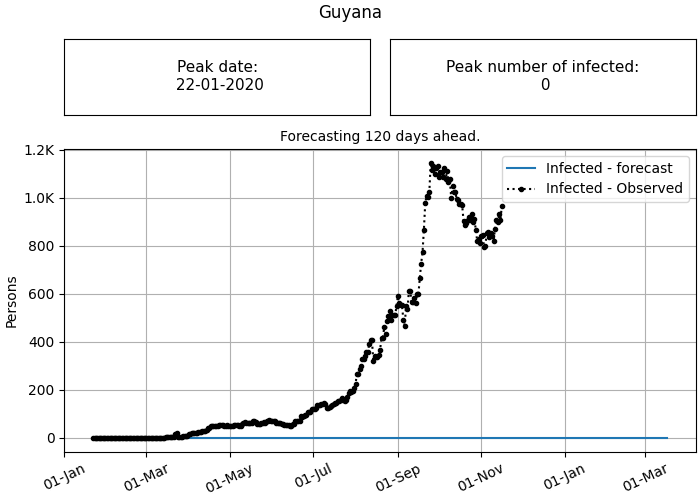 Guyana
Peak date:
22-01-2020
Peak number of infected:
0
Forecasting 120 days ahead.
1.2K
1.0K
800
600
400
200
0
Persons
Infected - forecast
Infected - Observed
01-Jan
01-Mar
01-May
01-Jul
01-Sep
01-Nov
01-Jan
01-Mar